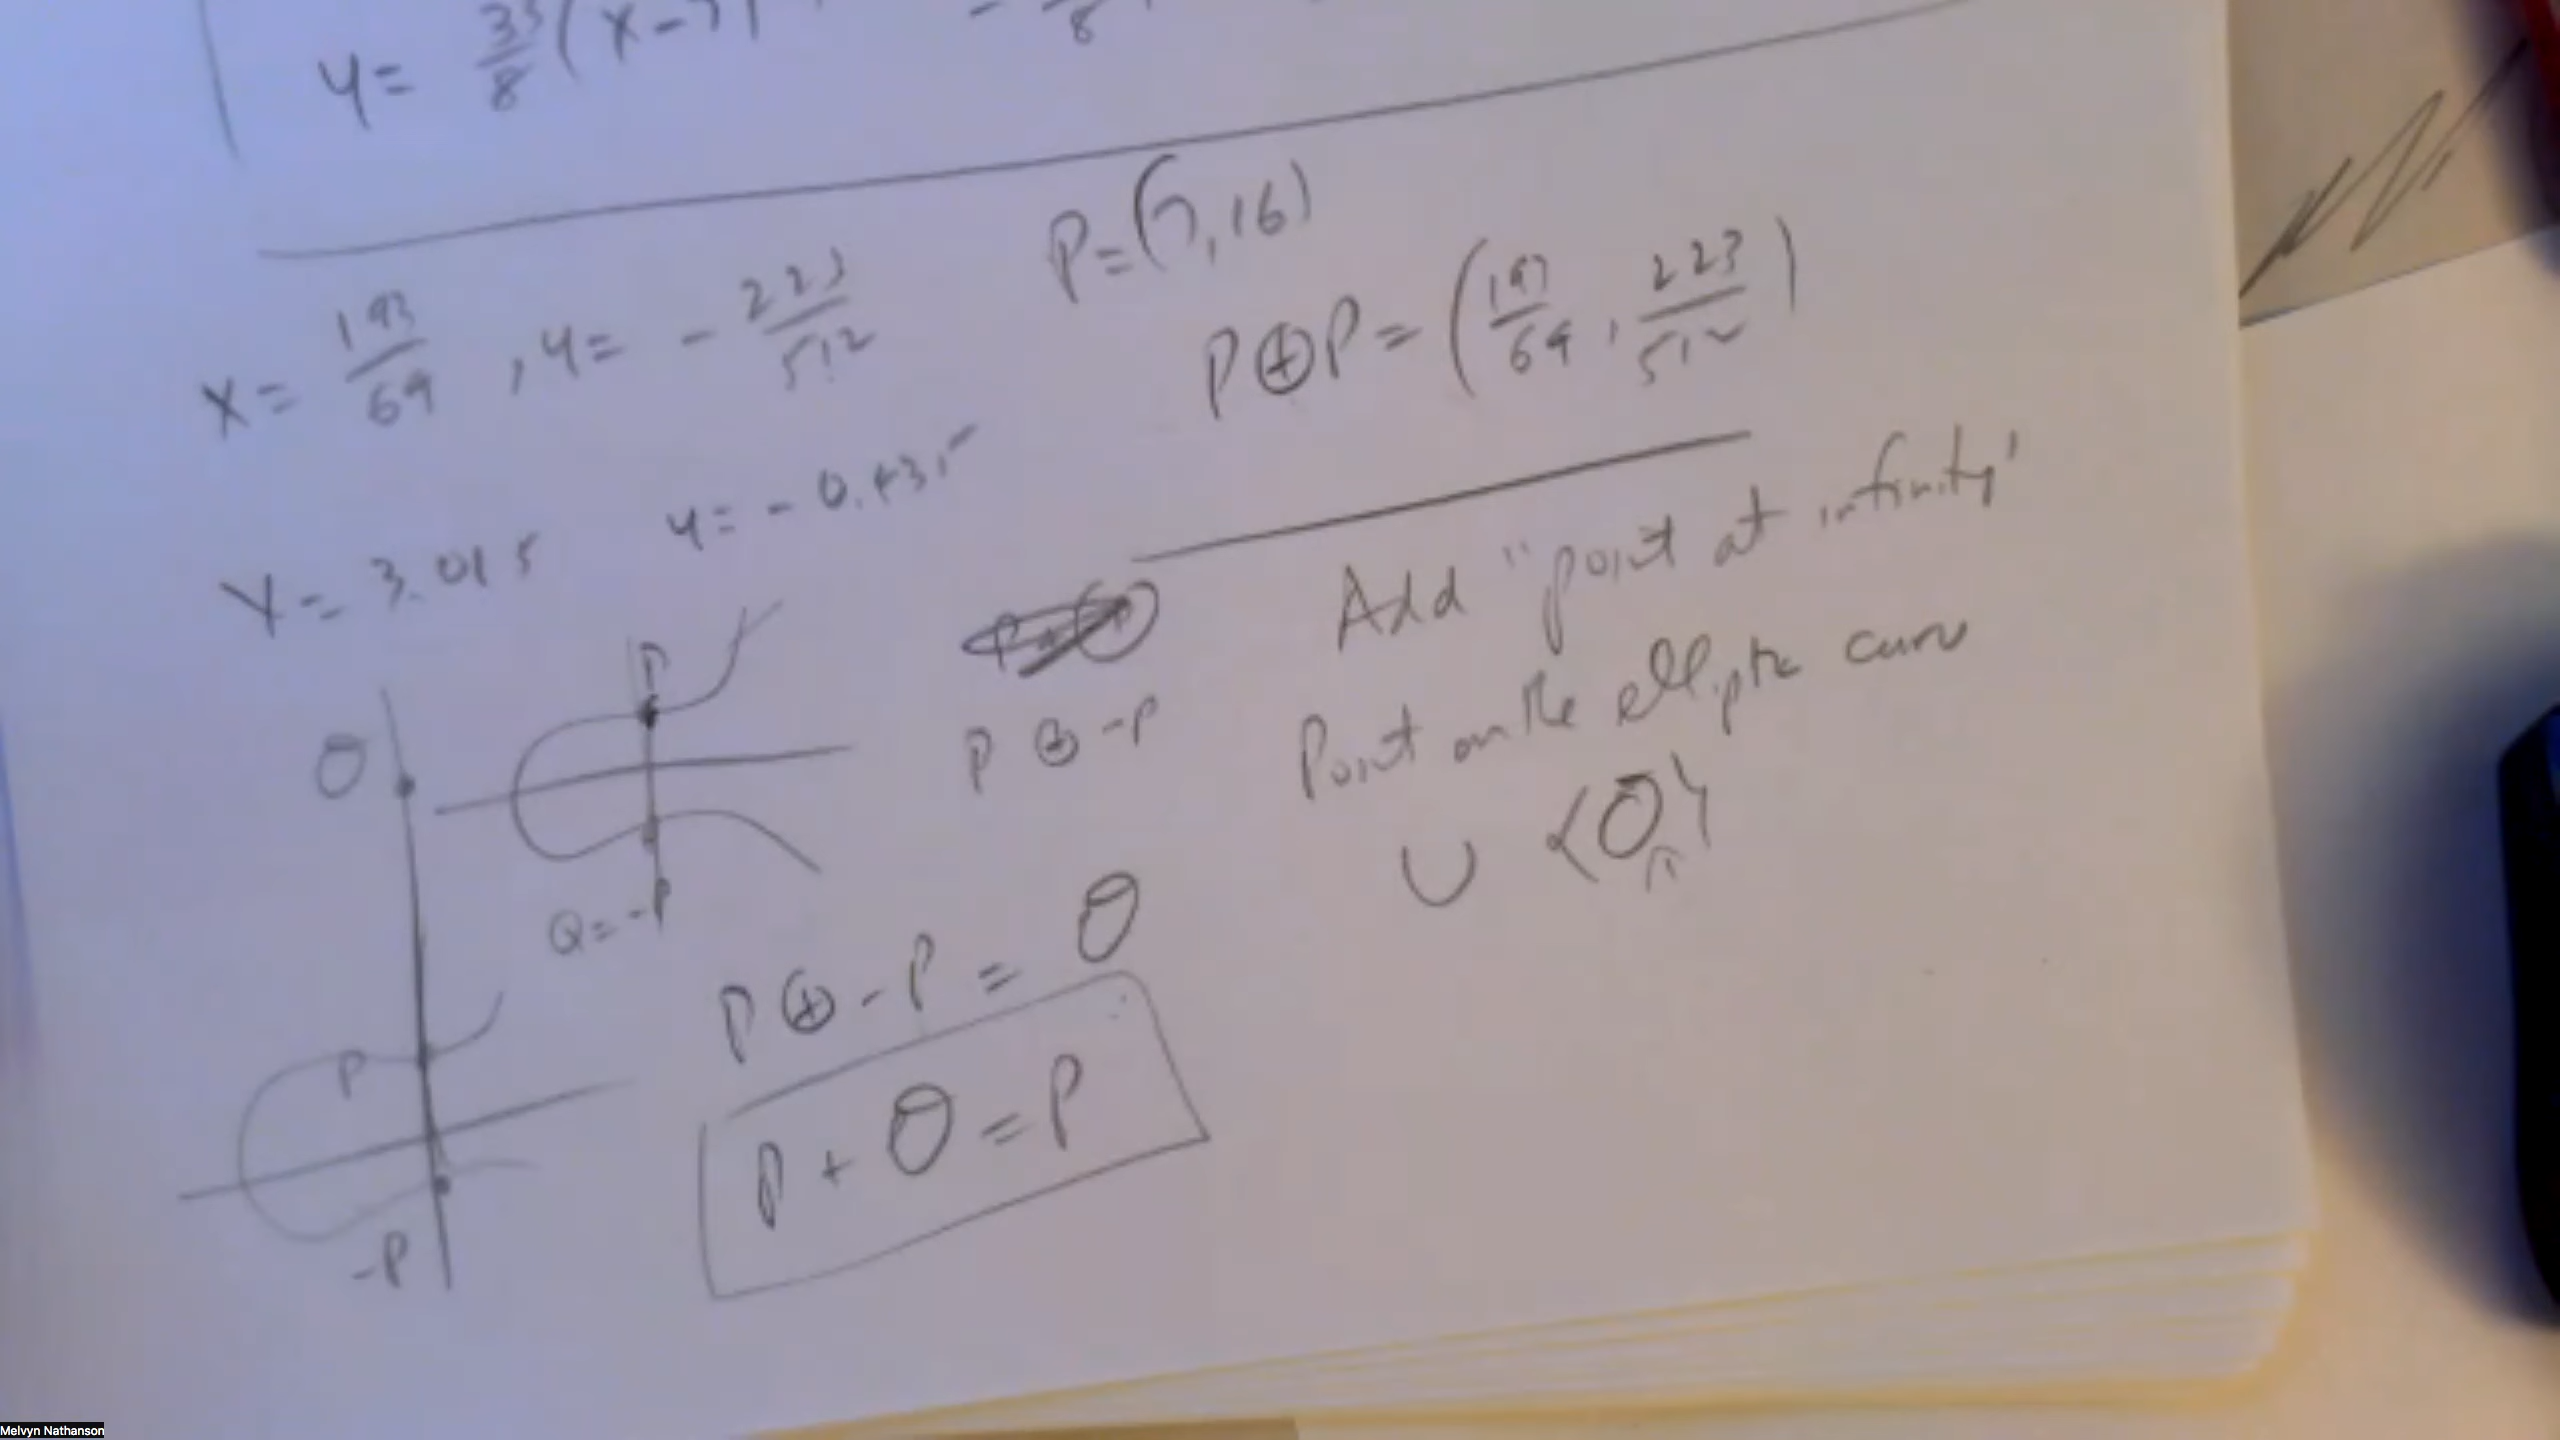 y = 35/8 (x-7)
8
P=(7,16)
x = 193/64 , y = - 223/512
P⊕P = (193/64, 223/512)
x = 3.015 y = -0.435
Add "point at infinity"
P
P ⊕ -P
Point on the elliptic curve
O
∪ {O}
Q=-P
P ⊕ -P = O
P
P + O = P
-P
Melvyn Nathanson